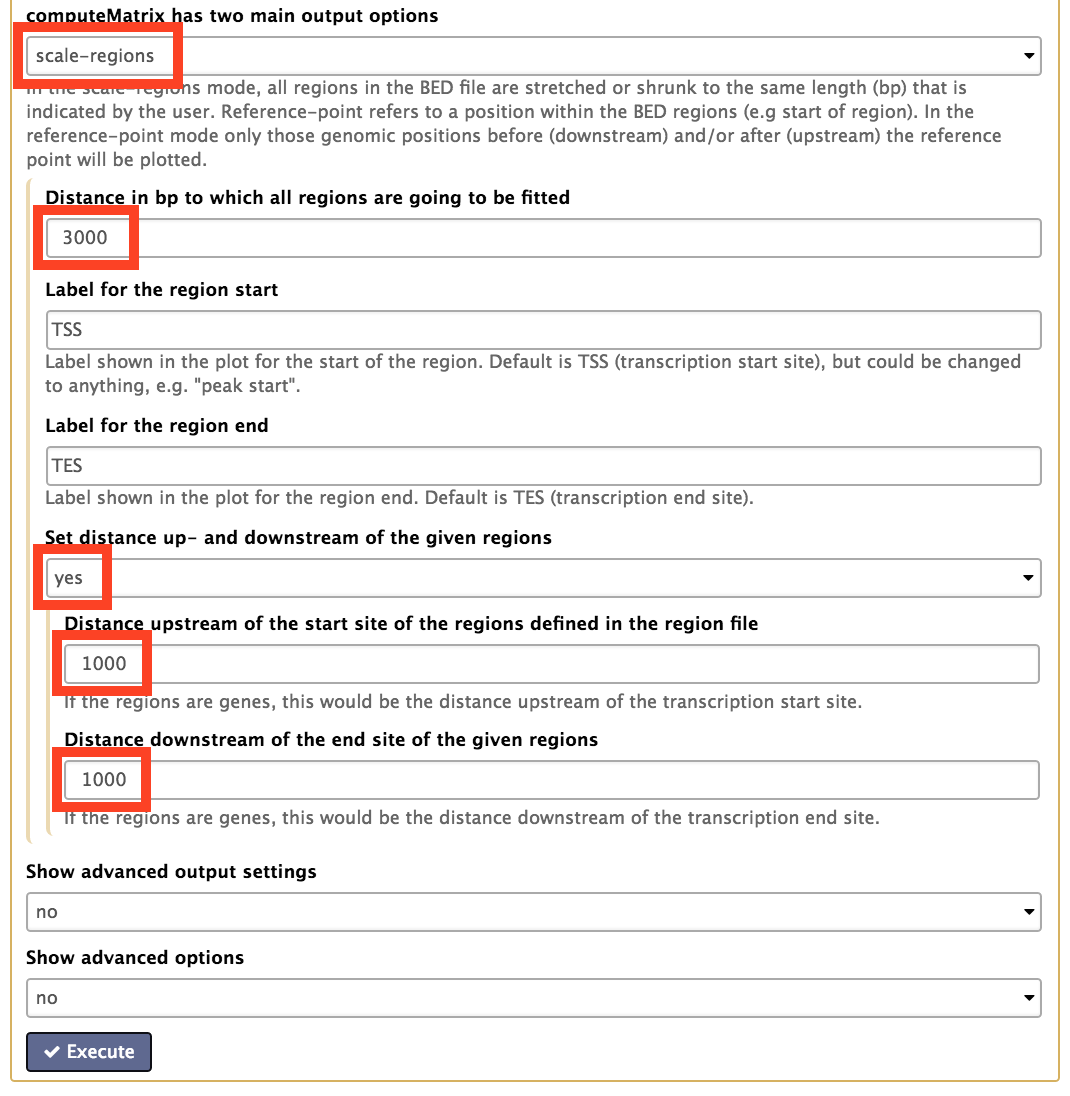 computeMatrix has two main output options
scale-regions
In the scale-regions mode, all regions in the BED file are stretched or shrunk to the same length (bp) that is
indicated by the user. Reference-point refers to a position within the BED regions (e.g start of region). In the
reference-point mode only those genomic positions before (downstream) and/or after (upstream) the reference
point will be plotted.
Distance in bp to which all regions are going to be fitted
3000
Label for the region start
TSS
Label shown in the plot for the start of the region. Default is TSS (transcription start site), but could be changed
to anything, e.g. "peak start".
Label for the region end
TES
Label shown in the plot for the region end. Default is TES (transcription end site).
Set distance up- and downstream of the given regions
yes
Distance upstream of the start site of the regions defined in the region file
1000
If the regions are genes, this would be the distance upstream of the transcription start site.
Distance downstream of the end site of the given regions
1000
If the regions are genes, this would be the distance downstream of the transcription end site.
Show advanced output settings
no
Show advanced options
no
Execute